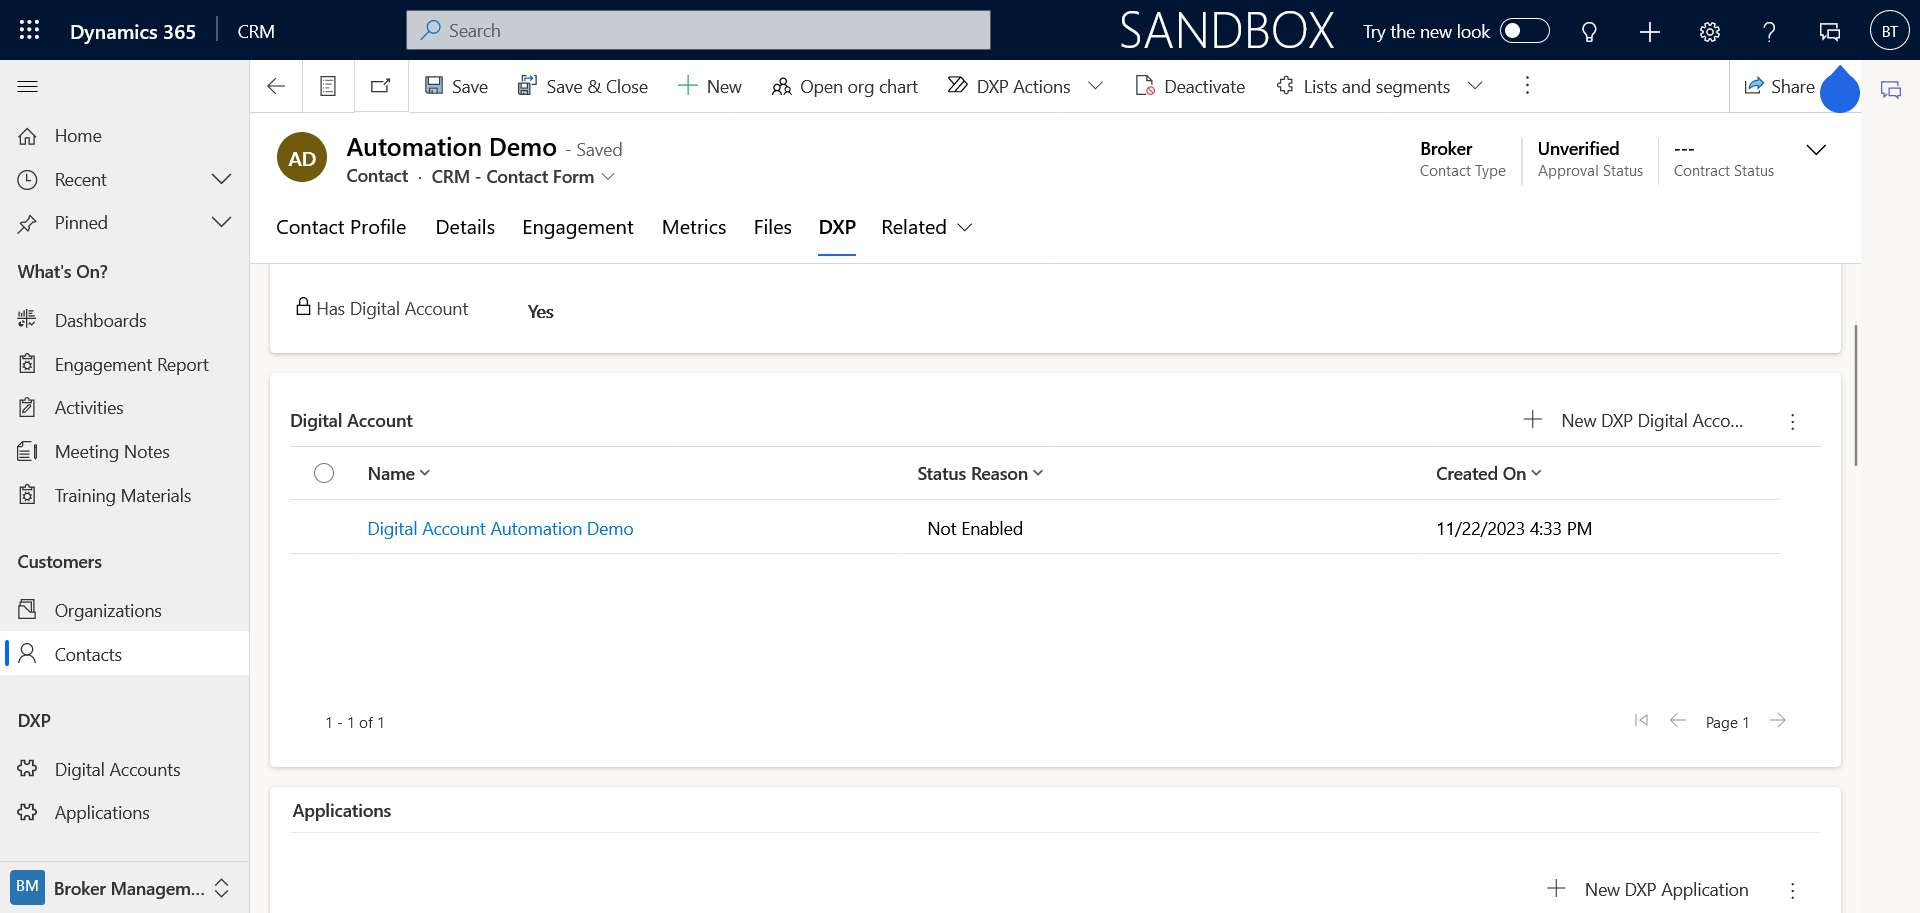 Dynamics 365 CRM Search SANDBOX Try the new look BT
Save Save & Close New Open org chart DXP Actions Deactivate Lists and segments Share
Home
Recent
Pinned
What's On?
Dashboards
Engagement Report
Activities
Meeting Notes
Training Materials
Customers
Organizations
Contacts
DXP
Digital Accounts
Applications
BM Broker Managem...
AD Automation Demo - Saved
Contact · CRM - Contact Form
Broker
Contact Type
Unverified
Approval Status
---
Contract Status
Contact Profile Details Engagement Metrics Files DXP Related
Has Digital Account Yes
Digital Account New DXP Digital Acco...
Name Status Reason Created On
Digital Account Automation Demo Not Enabled 11/22/2023 4:33 PM
1 - 1 of 1 Page 1
Applications
New DXP Application